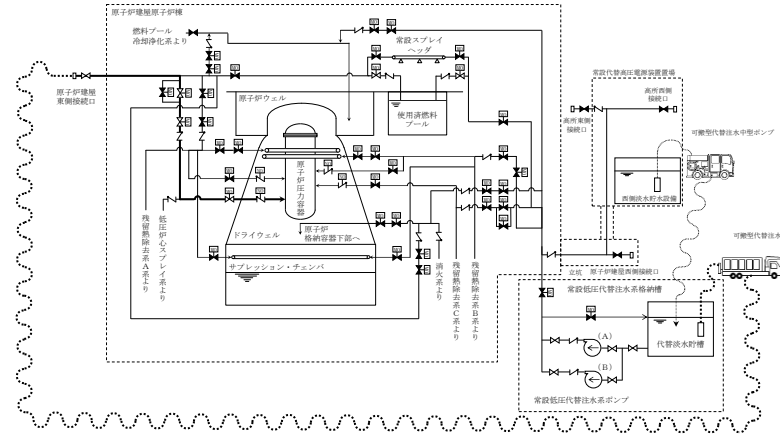 原子炉建屋原子炉棟
燃料プール
冷却浄化系より
常設スプレイ
ヘッダ
常設代替高圧電源装置置場
高所西側
接続口
高所東側
接続口
可搬型代替注水中型ポンプ
原子炉建屋
東側接続口
原子炉ウェル
使用済燃料
プール
西側淡水貯水設備
原子炉圧力容器
残留熱除去系A系より
低圧炉心スプレイ系より
ドライウェル
原子炉
格納容器下部へ
サプレッション・チェンバ
消火系より
残留熱除去系C系より
残留熱除去系B系より
可搬型代替注水
立坑
原子炉建屋西側接続口
常設低圧代替注水系格納槽
(A)
(B)
代替淡水貯槽
常設低圧代替注水系ポンプ